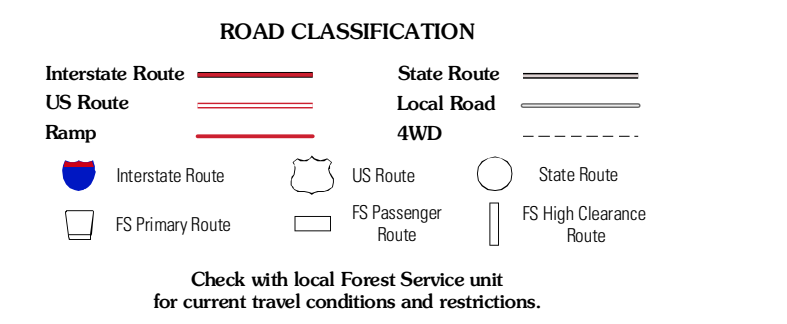 ROAD CLASSIFICATION
Interstate Route
State Route
US Route
Local Road
Ramp
4WD
Interstate Route
US Route
State Route
FS Primary Route
FS Passenger
Route
FS High Clearance
Route
Check with local Forest Service unit
for current travel conditions and restrictions.